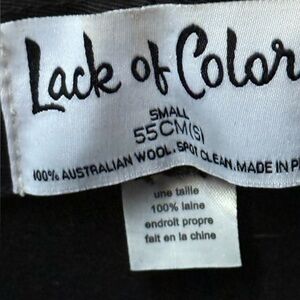 Lack of Color
SMALL
55CM(S)
100% AUSTRALIAN WOOL. SPOT CLEAN. MADE IN
une taille
100% laine
endroit propre
fait en la chine